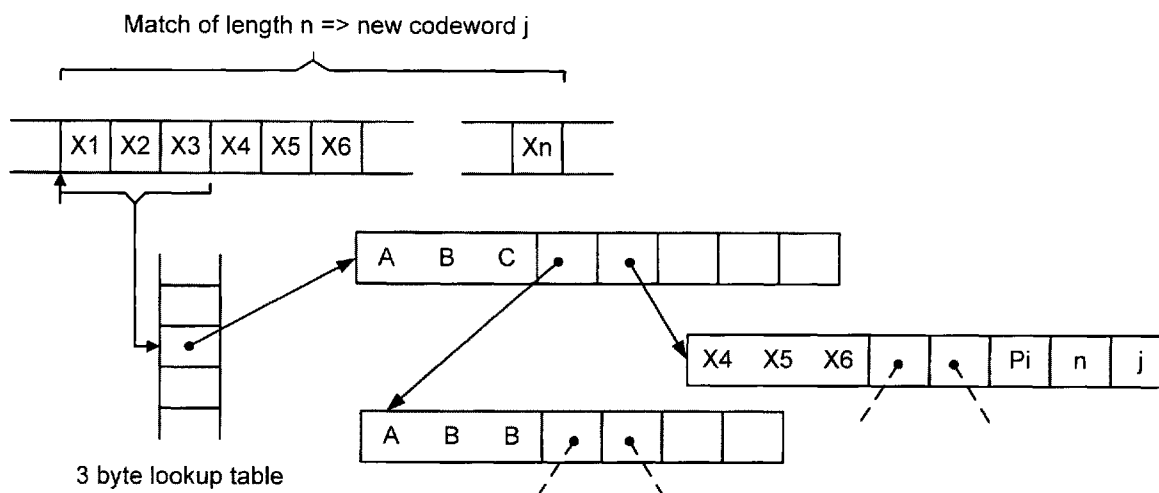 Match of length n => new codeword j
X1 X2 X3 X4 X5 X6 Xn
A B C
X4 X5 X6 Pi n j
A B B
3 byte lookup table